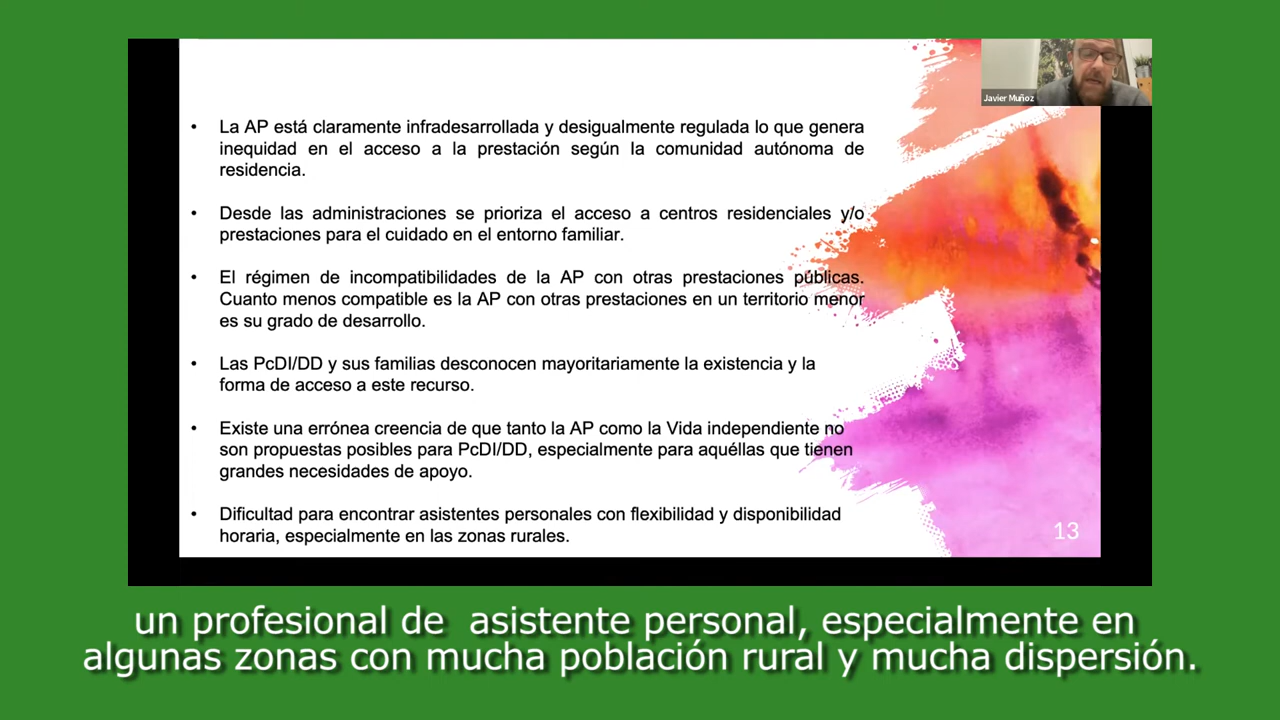 Javier Muñoz
• La AP está claramente infradesarrollada y desigualmente regulada lo que genera
inequidad en el acceso a la prestación según la comunidad autónoma de
residencia.
• Desde las administraciones se prioriza el acceso a centros residenciales y/o
prestaciones para el cuidado en el entorno familiar.
• El régimen de incompatibilidades de la AP con otras prestaciones públicas.
Cuanto menos compatible es la AP con otras prestaciones en un territorio menor
es su grado de desarrollo.
• Las PcDI/DD y sus familias desconocen mayoritariamente la existencia y la
forma de acceso a este recurso.
• Existe una errónea creencia de que tanto la AP como la Vida independiente no
son propuestas posibles para PcDI/DD, especialmente para aquéllas que tienen
grandes necesidades de apoyo.
• Dificultad para encontrar asistentes personales con flexibilidad y disponibilidad
horaria, especialmente en las zonas rurales.
13
un profesional de  asistente personal, especialmente en
algunas zonas con mucha población rural y mucha dispersión.